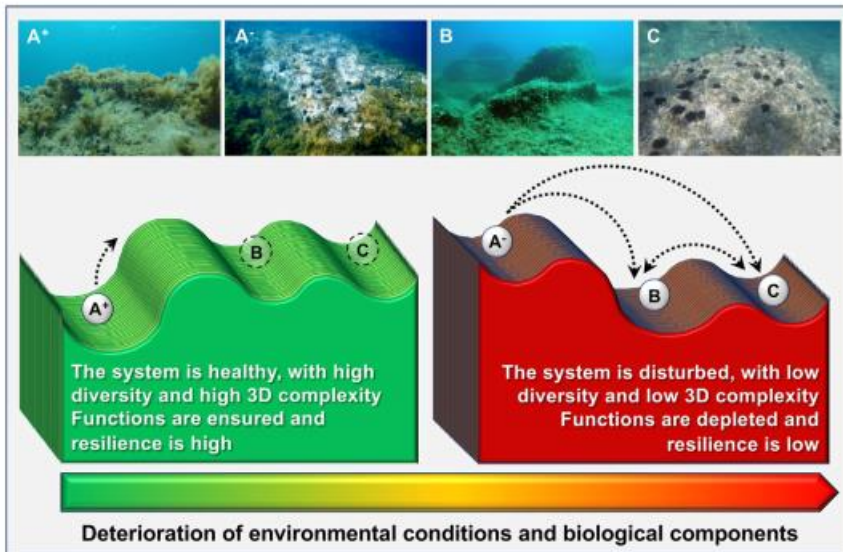 A+
A-
B
C
A+
B
C
A-
B
C
The system is healthy, with high
diversity and high 3D complexity
Functions are ensured and
resilience is high
The system is disturbed, with low
diversity and low 3D complexity
Functions are depleted and
resilience is low
Deterioration of environmental conditions and biological components